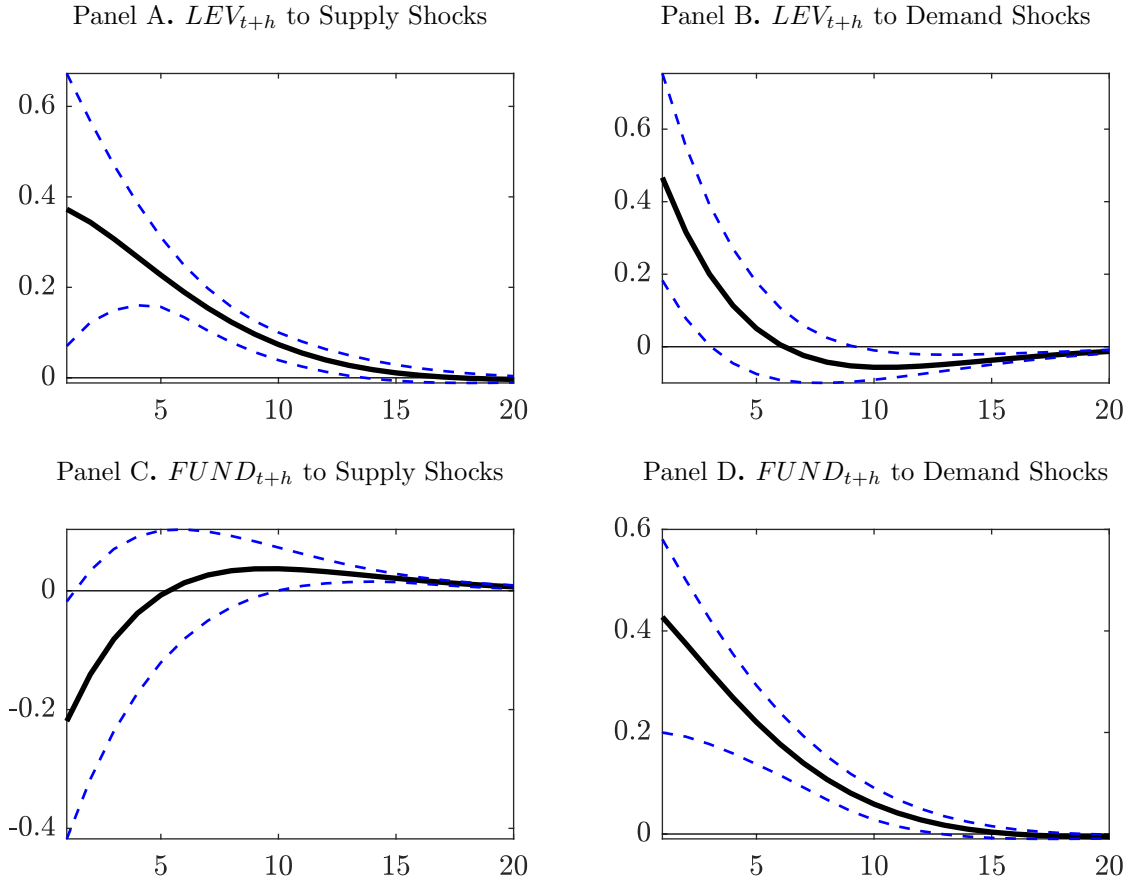 Panel A. LEV_{t+h} to Supply Shocks
0.6
0.4
0.2
0
5 10 15 20
Panel B. LEV_{t+h} to Demand Shocks
0.6
0.4
0.2
0
5 10 15 20
Panel C. FUND_{t+h} to Supply Shocks
0
-0.2
-0.4
5 10 15 20
Panel D. FUND_{t+h} to Demand Shocks
0.6
0.4
0.2
0
5 10 15 20